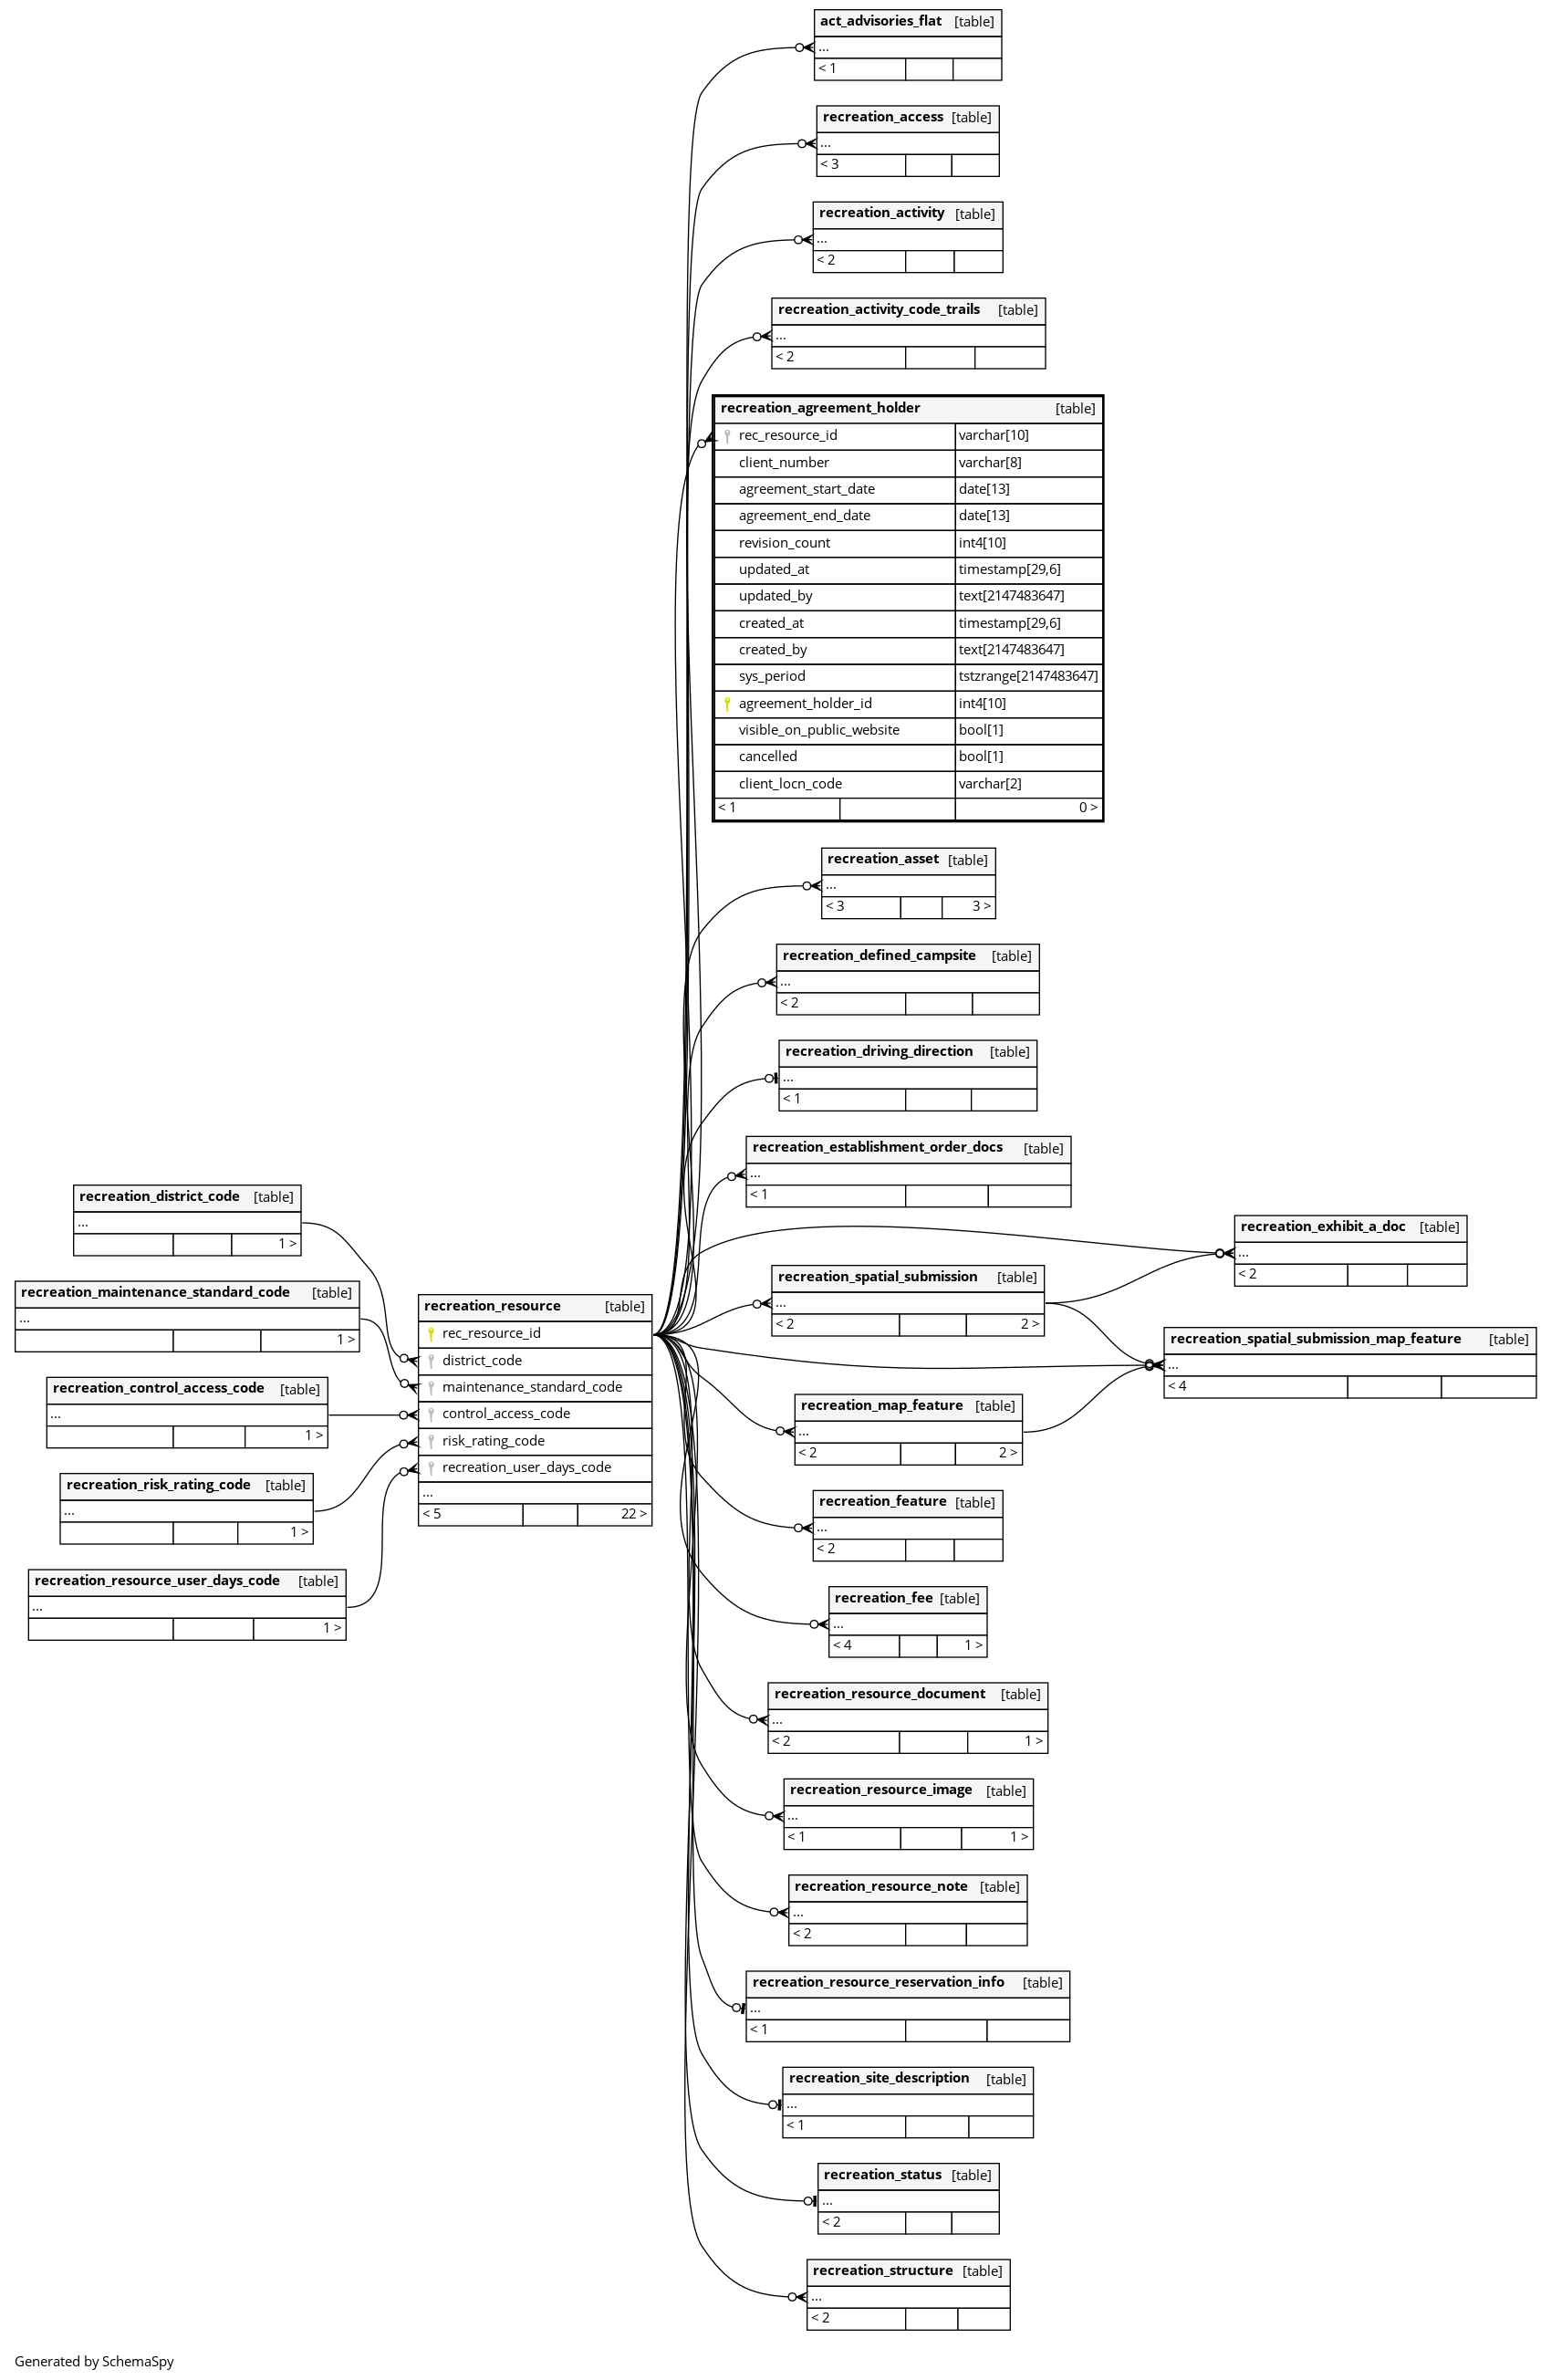 act_advisories_flat [table]
...
< 1
recreation_access [table]
...
< 3
recreation_activity [table]
...
< 2
recreation_activity_code_trails [table]
...
< 2
recreation_agreement_holder [table]
rec_resource_id varchar[10]
client_number varchar[8]
agreement_start_date date[13]
agreement_end_date date[13]
revision_count int4[10]
updated_at timestamp[29,6]
updated_by text[2147483647]
created_at timestamp[29,6]
created_by text[2147483647]
sys_period tstzrange[2147483647]
agreement_holder_id int4[10]
visible_on_public_website bool[1]
cancelled bool[1]
client_locn_code varchar[2]
< 1 0 >
recreation_asset [table]
...
< 3 3 >
recreation_defined_campsite [table]
...
< 2
recreation_driving_direction [table]
...
< 1
recreation_establishment_order_docs [table]
...
< 1
recreation_district_code [table]
...
1 >
recreation_maintenance_standard_code [table]
...
1 >
recreation_control_access_code [table]
...
1 >
recreation_risk_rating_code [table]
...
1 >
recreation_resource_user_days_code [table]
...
1 >
recreation_resource [table]
rec_resource_id
district_code
maintenance_standard_code
control_access_code
risk_rating_code
recreation_user_days_code
...
< 5 22 >
recreation_spatial_submission [table]
...
< 2 2 >
recreation_exhibit_a_doc [table]
...
< 2
recreation_spatial_submission_map_feature [table]
...
< 4
recreation_map_feature [table]
...
< 2 2 >
recreation_feature [table]
...
< 2
recreation_fee [table]
...
< 4 1 >
recreation_resource_document [table]
...
< 2 1 >
recreation_resource_image [table]
...
< 1 1 >
recreation_resource_note [table]
...
< 2
recreation_resource_reservation_info [table]
...
< 1
recreation_site_description [table]
...
< 1
recreation_status [table]
...
< 2
recreation_structure [table]
...
< 2
Generated by SchemaSpy